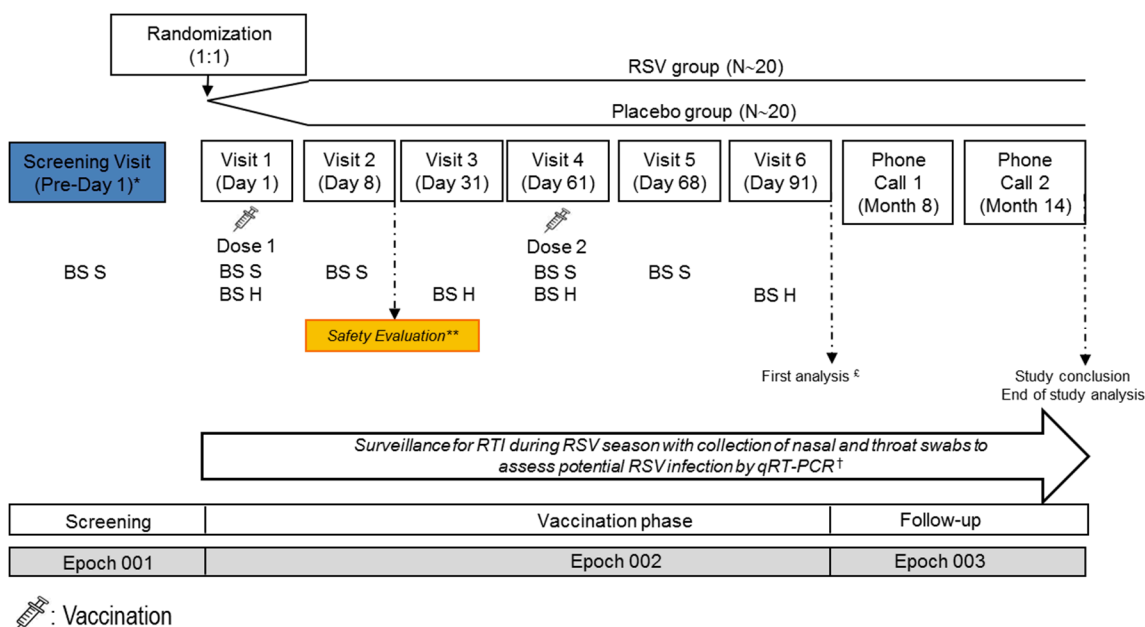 Randomization
(1:1)
RSV group (N~20)
Placebo group (N~20)
Screening Visit
(Pre-Day 1)*
Visit 1
(Day 1)
Visit 2
(Day 8)
Visit 3
(Day 31)
Visit 4
(Day 61)
Visit 5
(Day 68)
Visit 6
(Day 91)
Phone
Call 1
(Month 8)
Phone
Call 2
(Month 14)
Dose 1
Dose 2
BS S
BS S
BS S
BS S
BS S
BS H
BS H
BS H
BS H
Safety Evaluation**
First analysis £
Study conclusion
End of study analysis
Surveillance for RTI during RSV season with collection of nasal and throat swabs to
assess potential RSV infection by qRT-PCR†
Screening
Vaccination phase
Follow-up
Epoch 001
Epoch 002
Epoch 003
: Vaccination